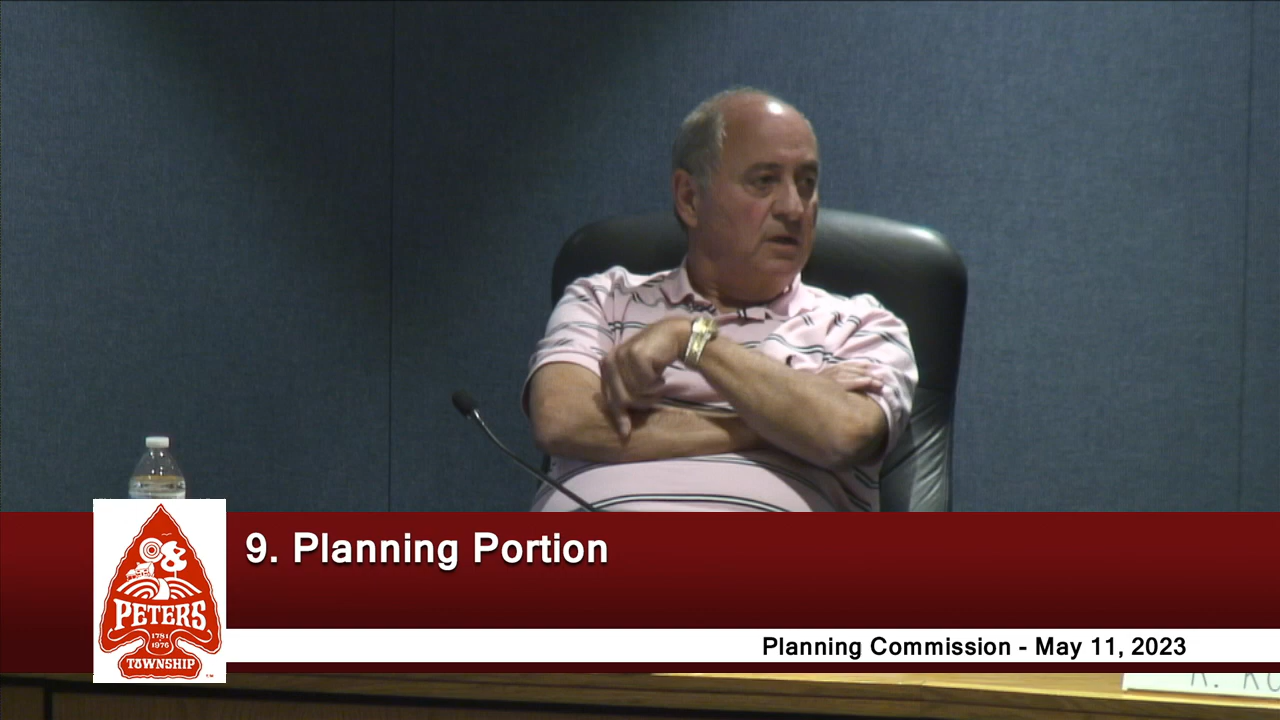 9. Planning Portion
PETERS
1781
1976
TOWNSHIP
Planning Commission - May 11, 2023